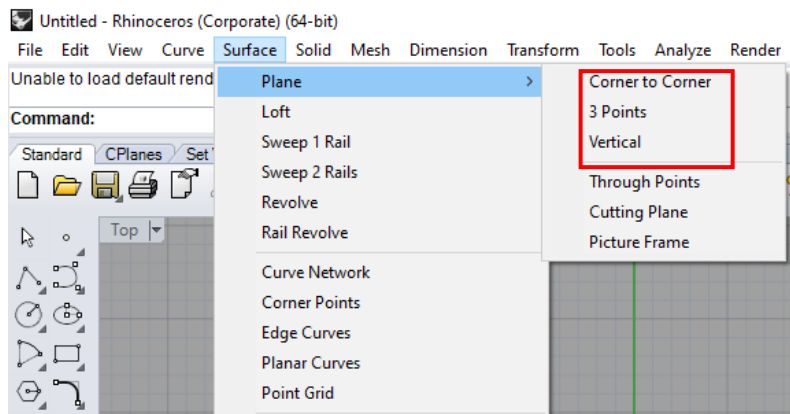 Untitled - Rhinoceros (Corporate) (64-bit)
File Edit View Curve Surface Solid Mesh Dimension Transform Tools Analyze Render
Unable to load default rend
Command:
Standard CPlanes Set
Top
Plane
Loft
Sweep 1 Rail
Sweep 2 Rails
Revolve
Rail Revolve
Curve Network
Corner Points
Edge Curves
Planar Curves
Point Grid
Corner to Corner
3 Points
Vertical
Through Points
Cutting Plane
Picture Frame